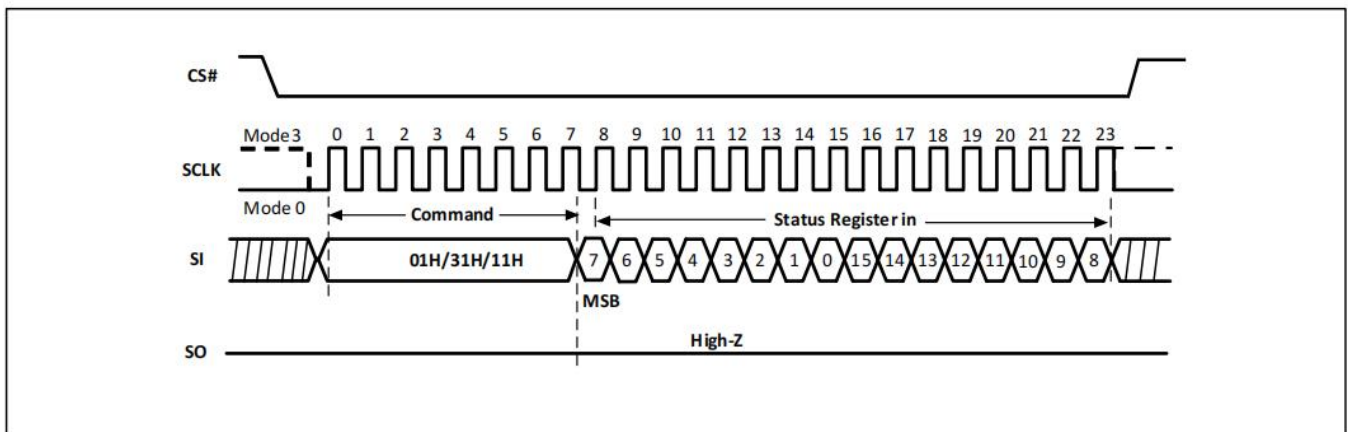 CS#
Mode 3 0 1 2 3 4 5 6 7 8 9 10 11 12 13 14 15 16 17 18 19 20 21 22 23
SCLK
Mode 0 Command Status Register in
SI 01H/31H/11H 7 6 5 4 3 2 1 0 15 14 13 12 11 10 9 8
MSB
High-Z
SO